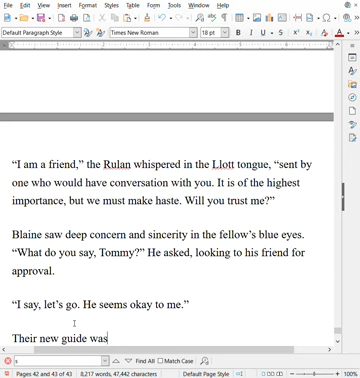 File Edit View Insert Format Styles Table Form Tools Window Help
Default Paragraph Style Times New Roman 18 pt
“I am a friend,” the Rulan whispered in the Llott tongue, “sent by
one who would have conversation with you. It is of the highest
importance, but we must make haste. Will you trust me?”
Blaine saw deep concern and sincerity in the fellow’s blue eyes.
“What do you say, Tommy?” He asked, looking to his friend for
approval.
“I say, let’s go. He seems okay to me.”
Their new guide was
s Find All Match Case
Pages 42 and 43 of 43 8,217 words, 47,442 characters Default Page Style 100%